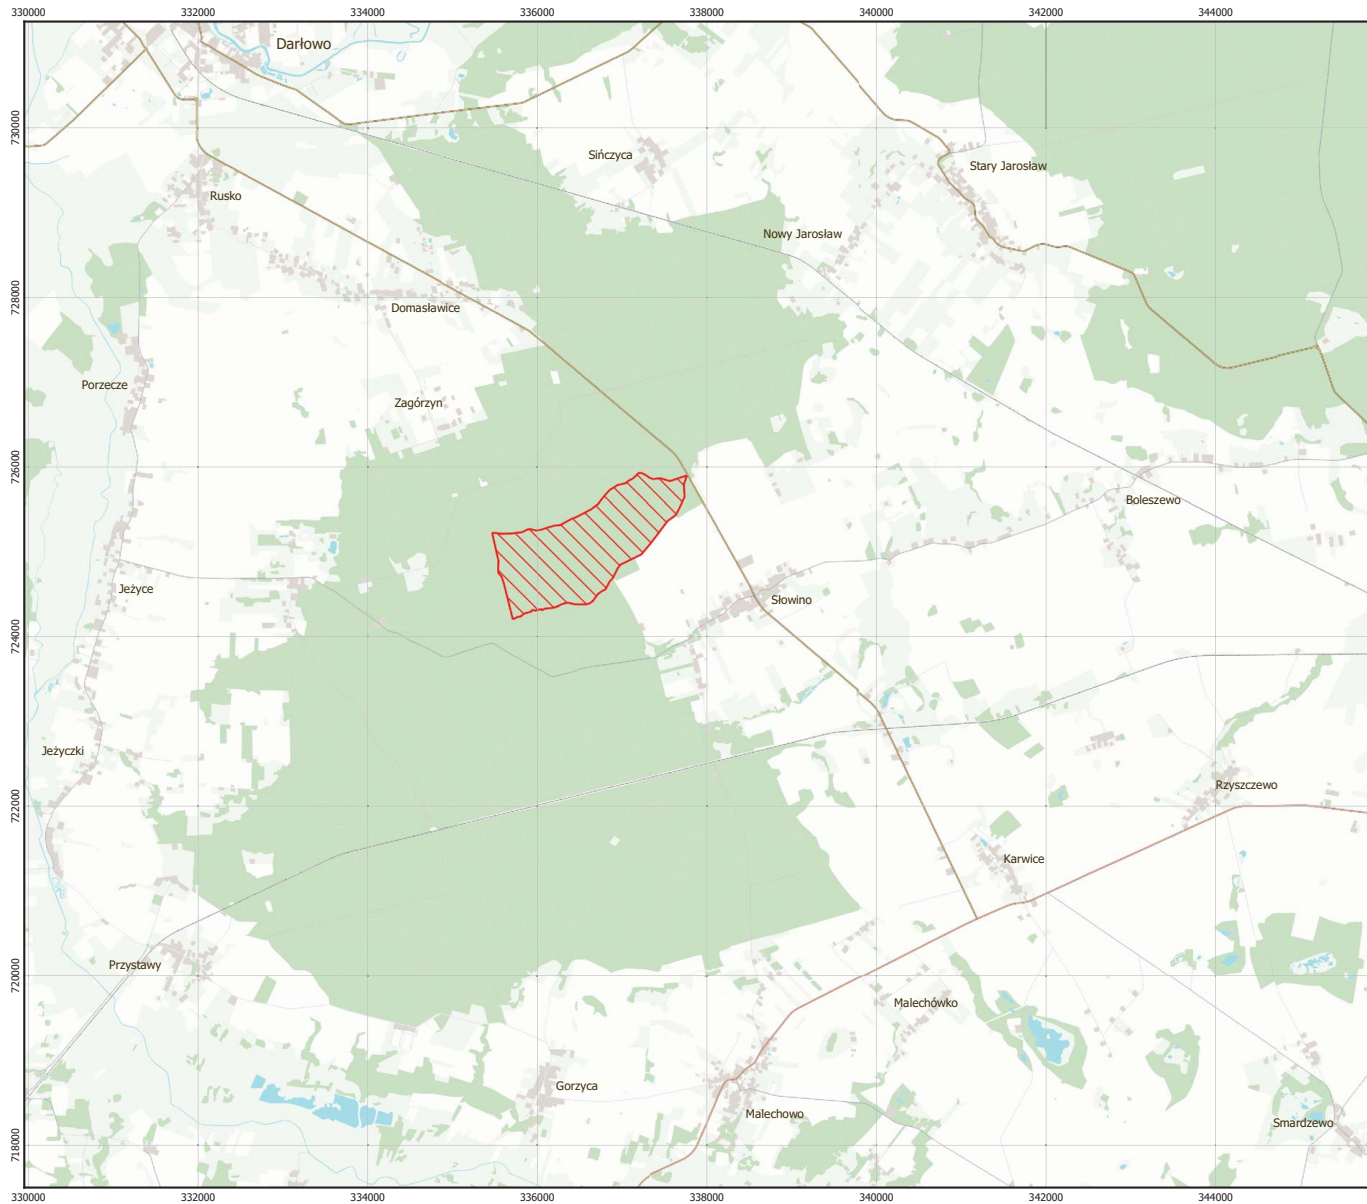 330000 332000 334000 336000 338000 340000 342000 344000
Darłowo
730000
Sińczyca
Stary Jarosław
Rusko
Nowy Jarosław
728000
Domasławice
Porzecze
Zagórzyn
726000
Boleszewo
Jeżyce
Słowino
724000
Jeżyczki
Rzyszczewo
722000
Karwice
Przystawy
720000
Malechówko
Gorzyca
Malechowo
Smardzewo
718000
330000 332000 334000 336000 338000 340000 342000 344000